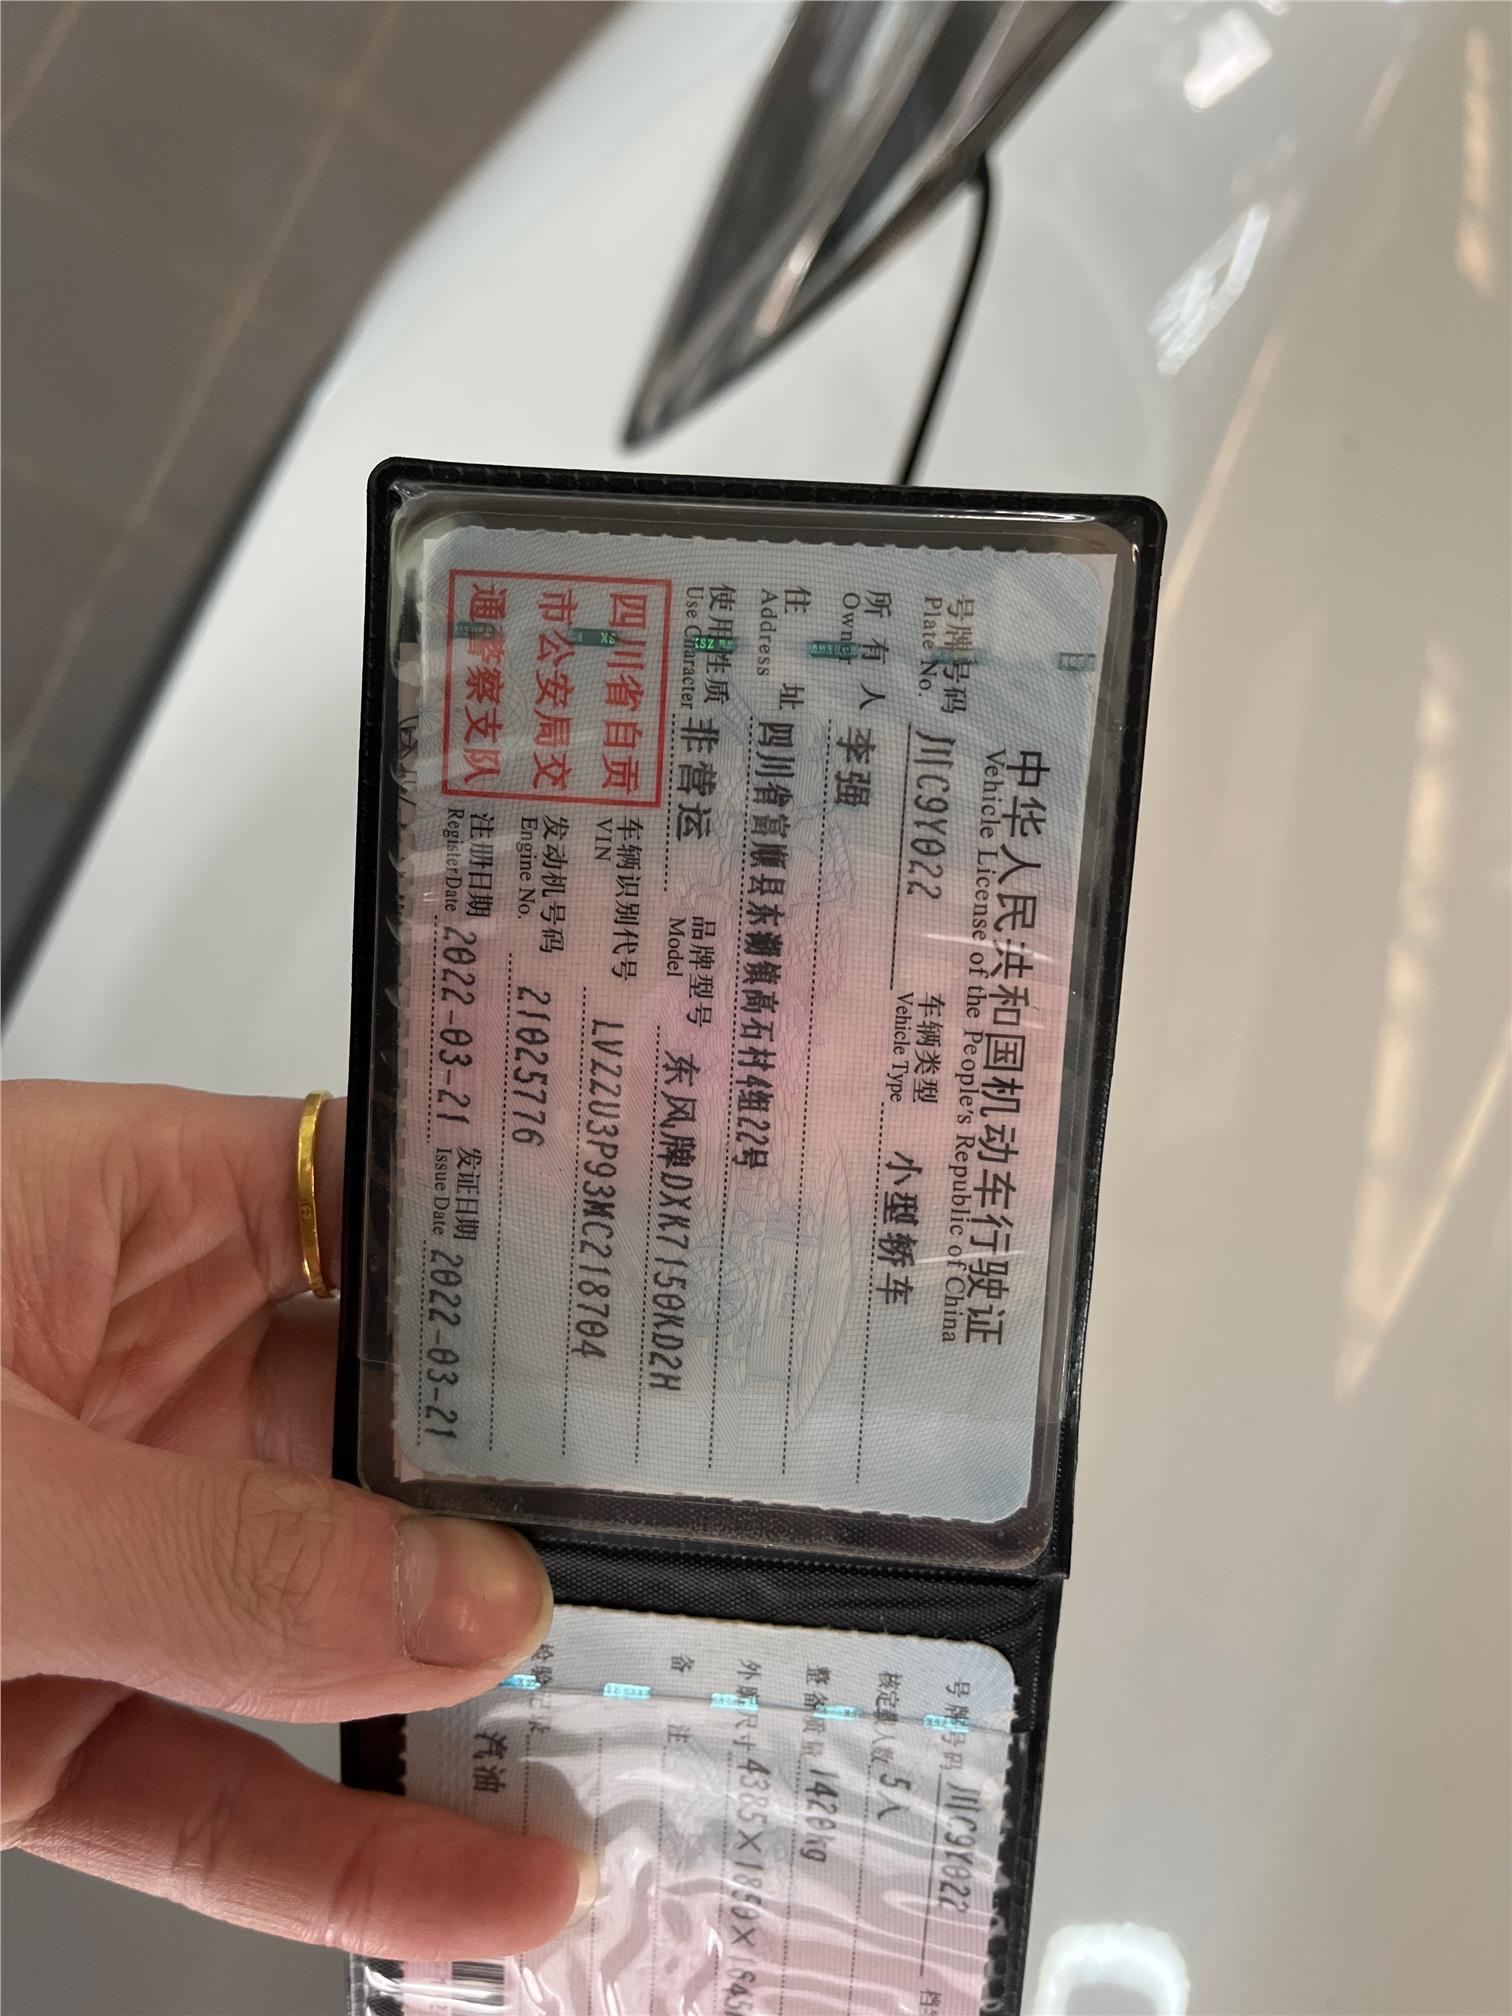 中华人民共和国机动车行驶证
Vehicle License of the People's Republic of China
号牌号码 川C9Y022 车辆类型 小型轿车
Plate No. Vehicle Type
所有人 李强
Owner
住址 四川省富顺县东湖镇高石村4组22号
Address
使用性质 非营运 品牌型号 东风牌DXK7150KD2H
Use Character Model
四川省自贡
市公安局交
通警察支队
车辆识别代号 LVZZU3P93MC218704
VIN
发动机号码 21025776
Engine No.
注册日期 2022-03-21 发证日期 2022-03-21
Register Date Issue Date
号牌号码 川C9Y022 档
核定载人数 5人
整备质量 1420kg
外廓尺寸 4385×1850×1645
备注
检验记录
汽油